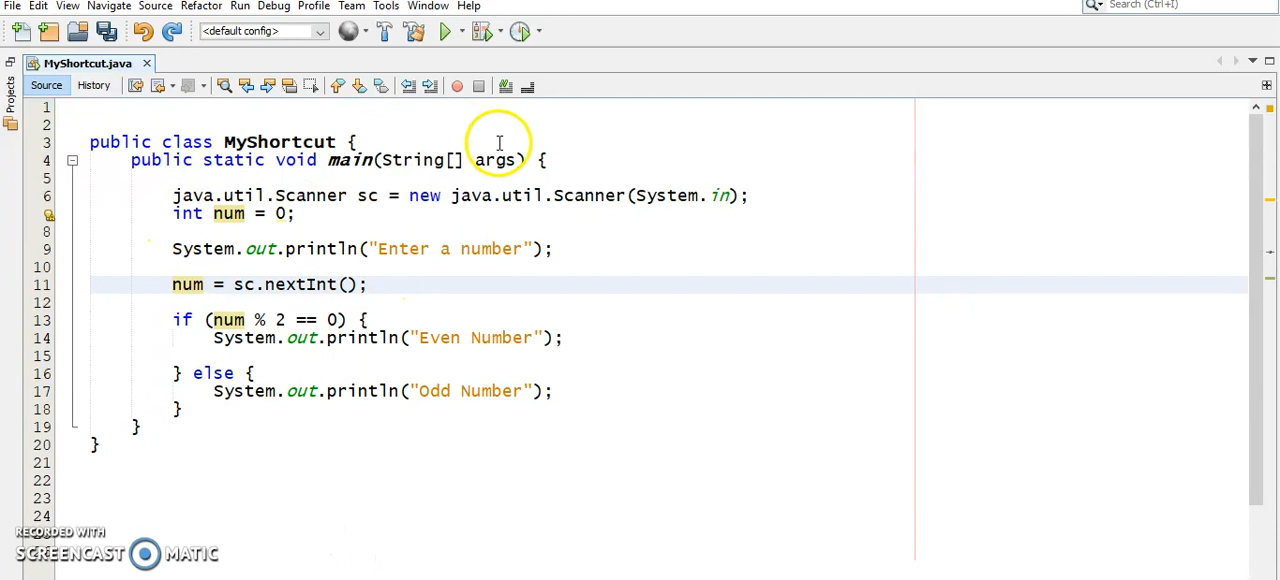 File Edit View Navigate Source Refactor Run Debug Profile Team Tools Window Help
Search (Ctrl+I)
<default config>
MyShortcut.java
Projects
Source History
1
2
3 public class MyShortcut {
4 public static void main(String[] args) {
5
6 java.util.Scanner sc = new java.util.Scanner(System.in);
int num = 0;
8
9 System.out.println("Enter a number");
10
11 num = sc.nextInt();
12
13 if (num % 2 == 0) {
14 System.out.println("Even Number");
15
16 } else {
17 System.out.println("Odd Number");
18 }
19 }
20 }
21
22
23
24
RECORDED WITH
SCREENCAST MATIC